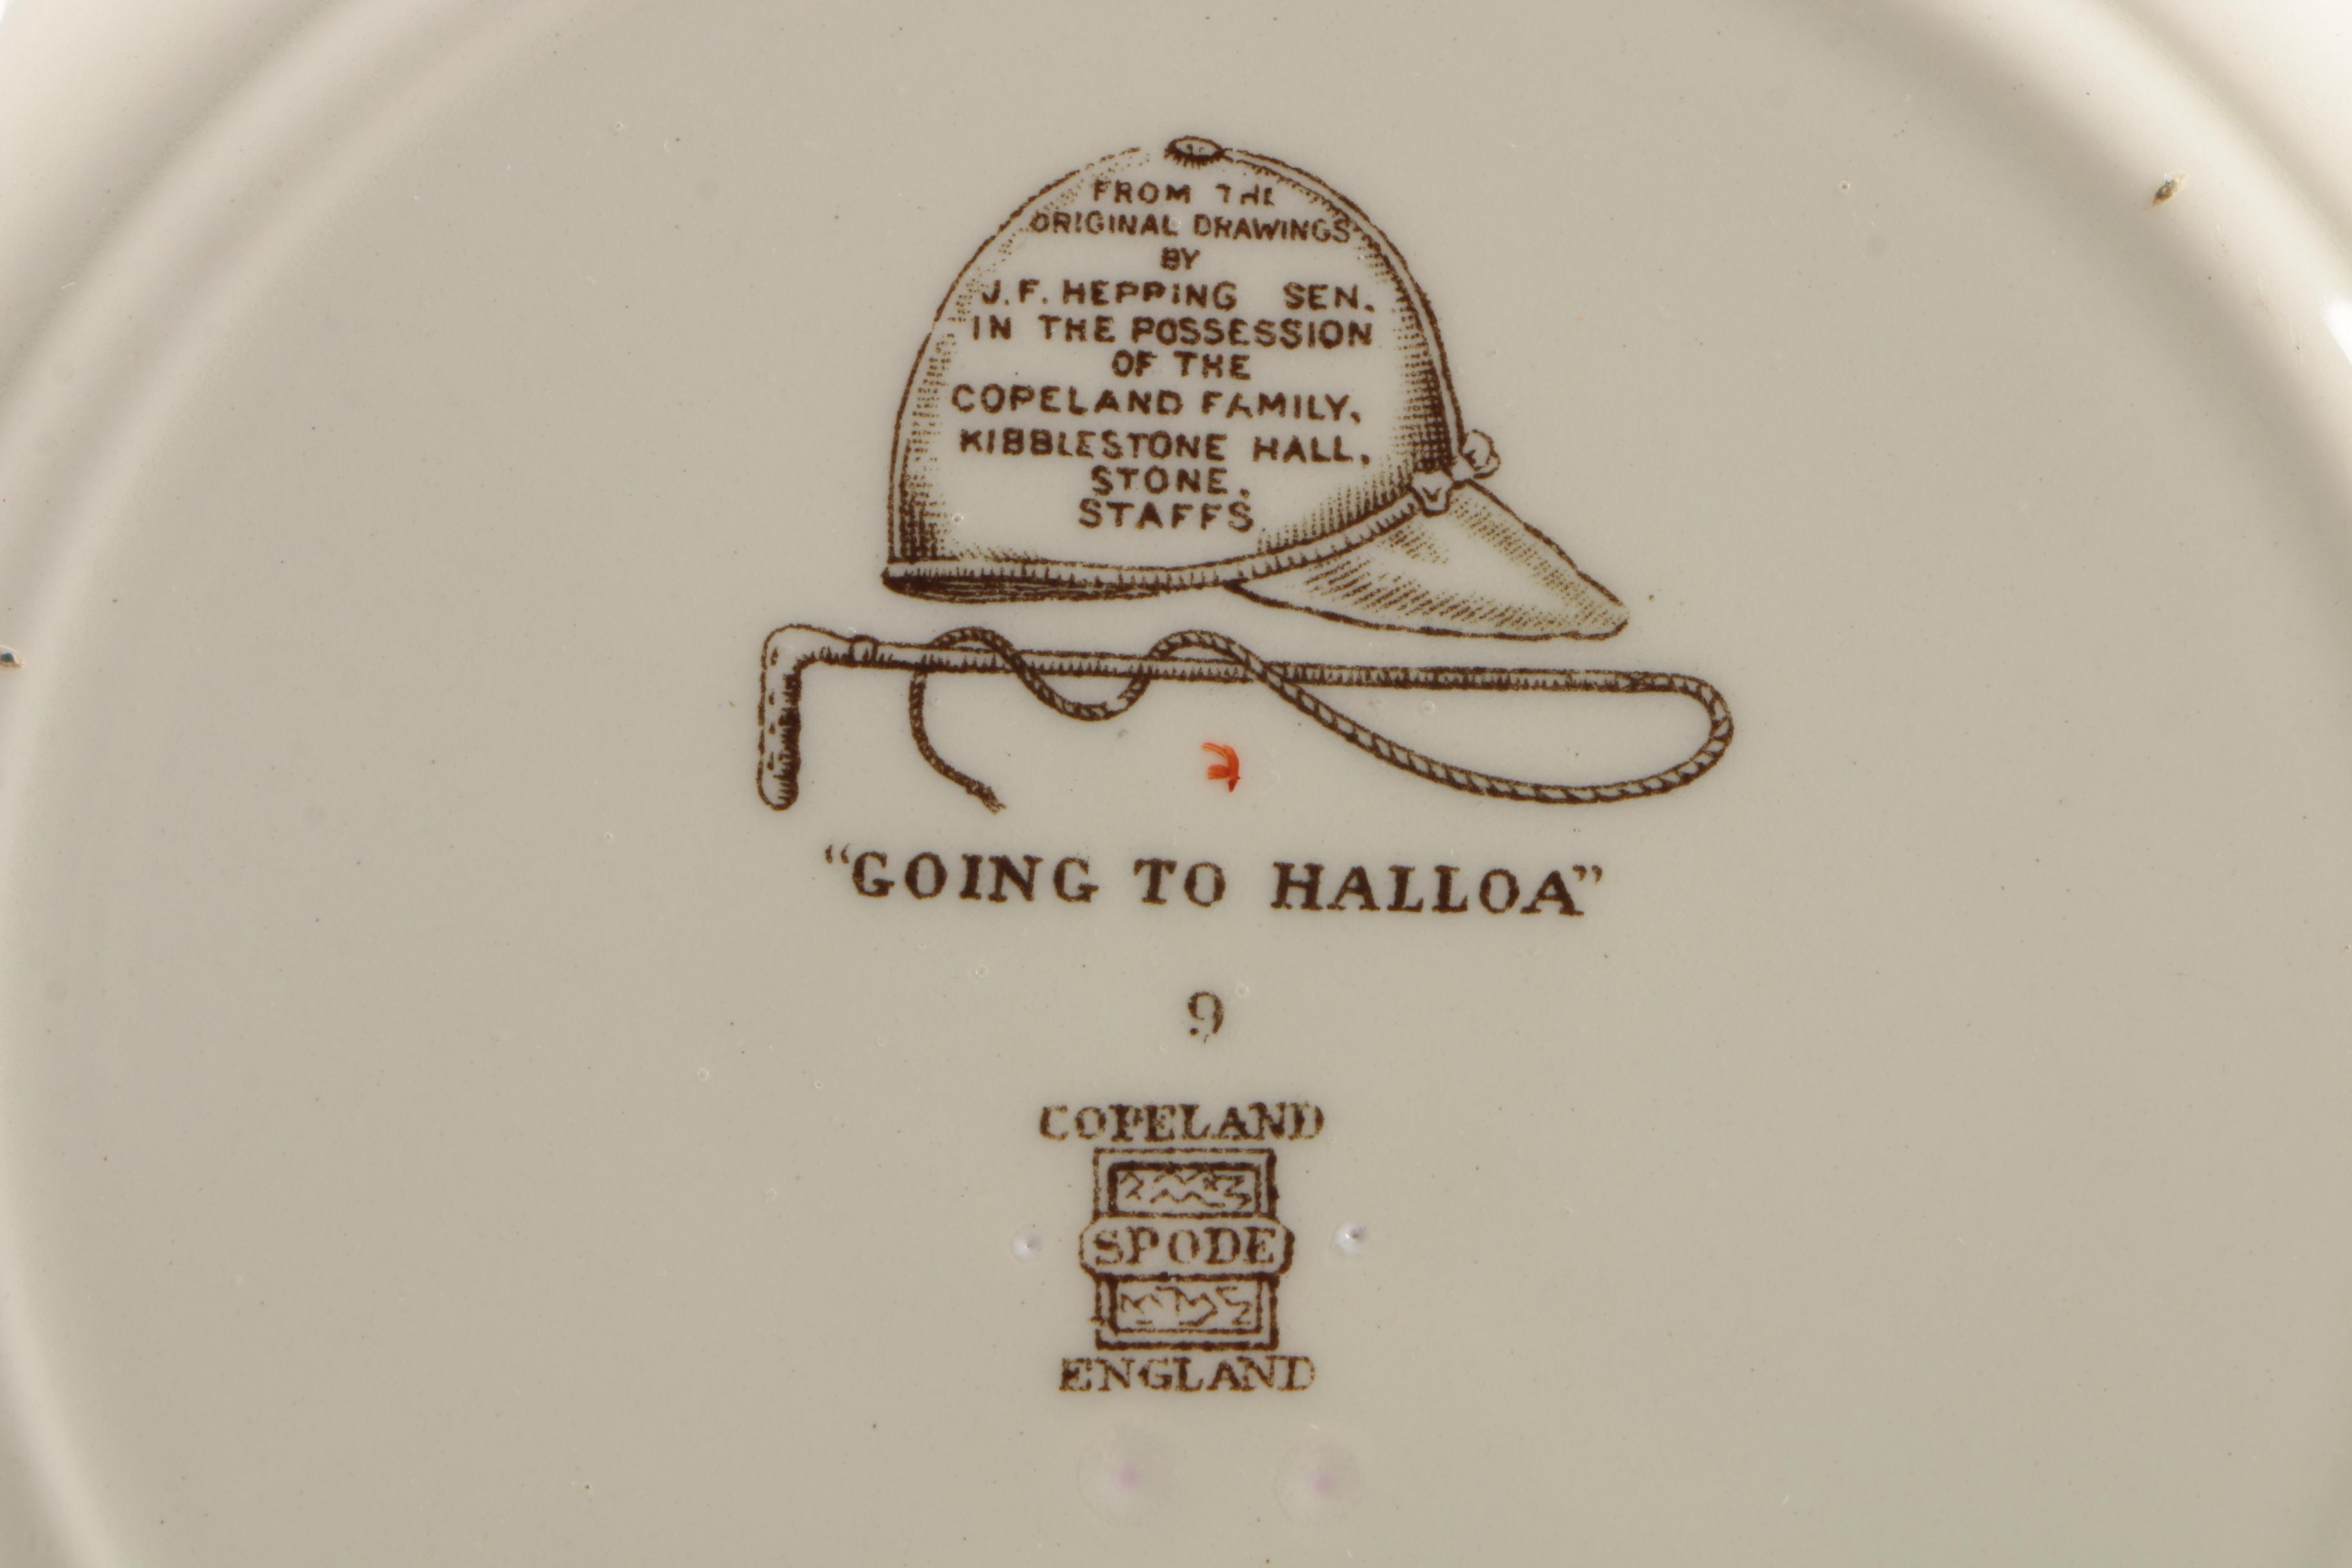 FROM THE
ORIGINAL DRAWINGS
BY
J.F. HEPPING SEN.
IN THE POSSESSION
OF THE
COPELAND FAMILY,
KIBBLESTONE HALL,
STONE,
STAFFS
"GOING TO HALLOA"
9
COPELAND
SPODE
ENGLAND